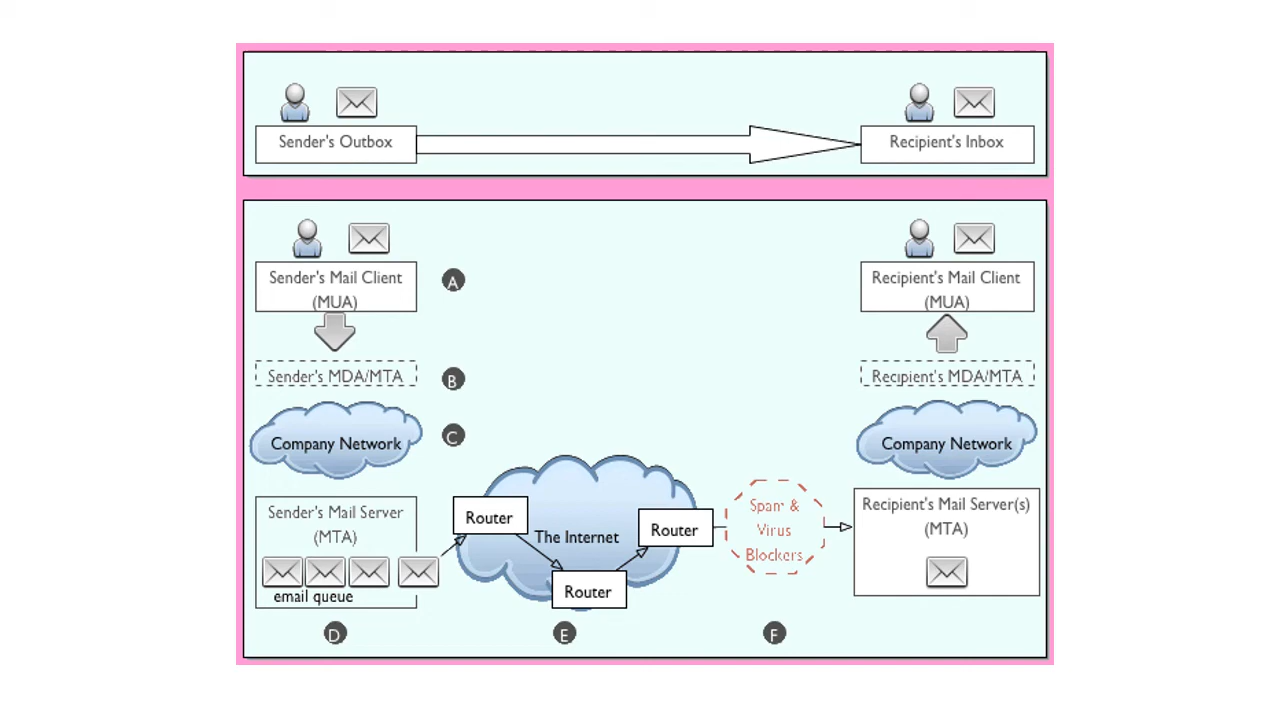 Sender's Outbox
Recipient's Inbox
Sender's Mail Client
(MUA)
A
Recipient's Mail Client
(MUA)
Sender's MDA/MTA
B
Recipient's MDA/MTA
Company Network
C
Company Network
Sender's Mail Server
(MTA)
email queue
Router
The Internet
Router
Router
Spam &
Virus
Blockers
Recipient's Mail Server(s)
(MTA)
D
E
F